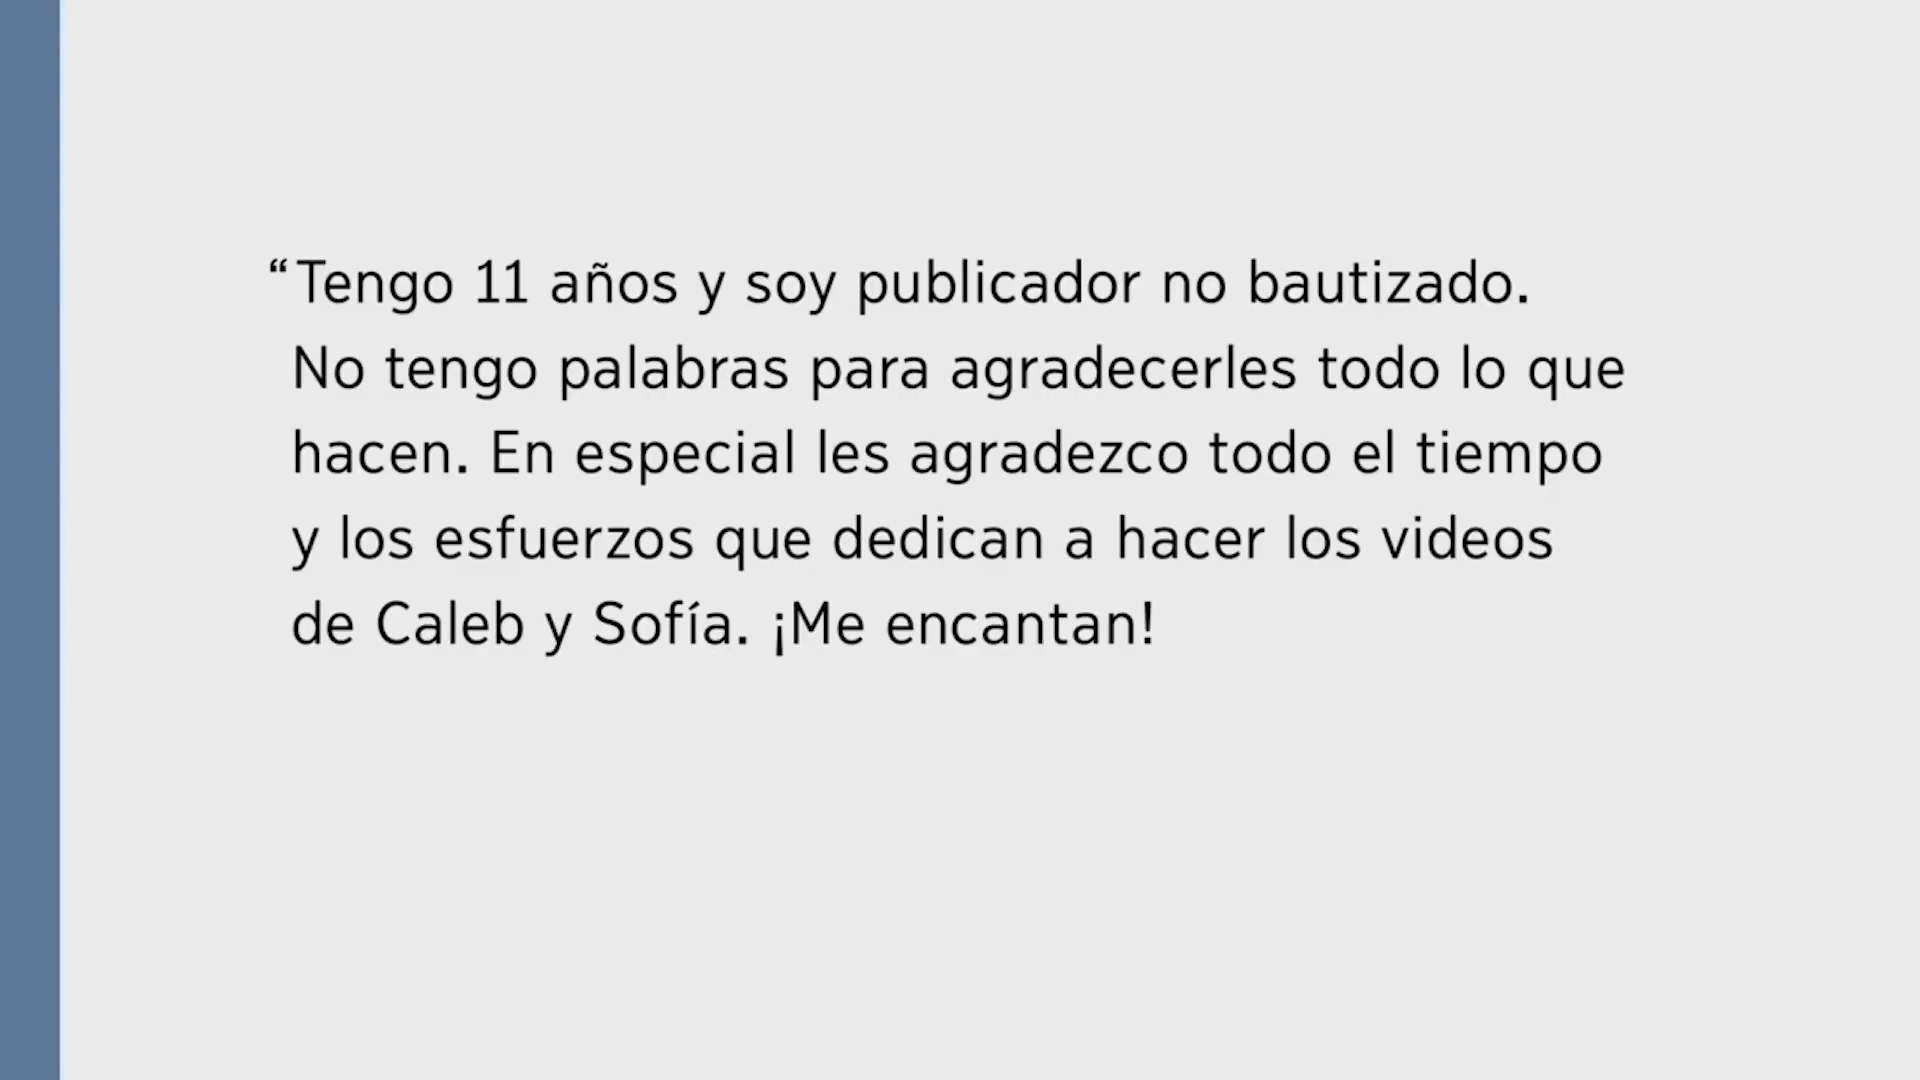 “Tengo 11 años y soy publicador no bautizado.
No tengo palabras para agradecerles todo lo que
hacen. En especial les agradezco todo el tiempo
y los esfuerzos que dedican a hacer los videos
de Caleb y Sofía. ¡Me encantan!